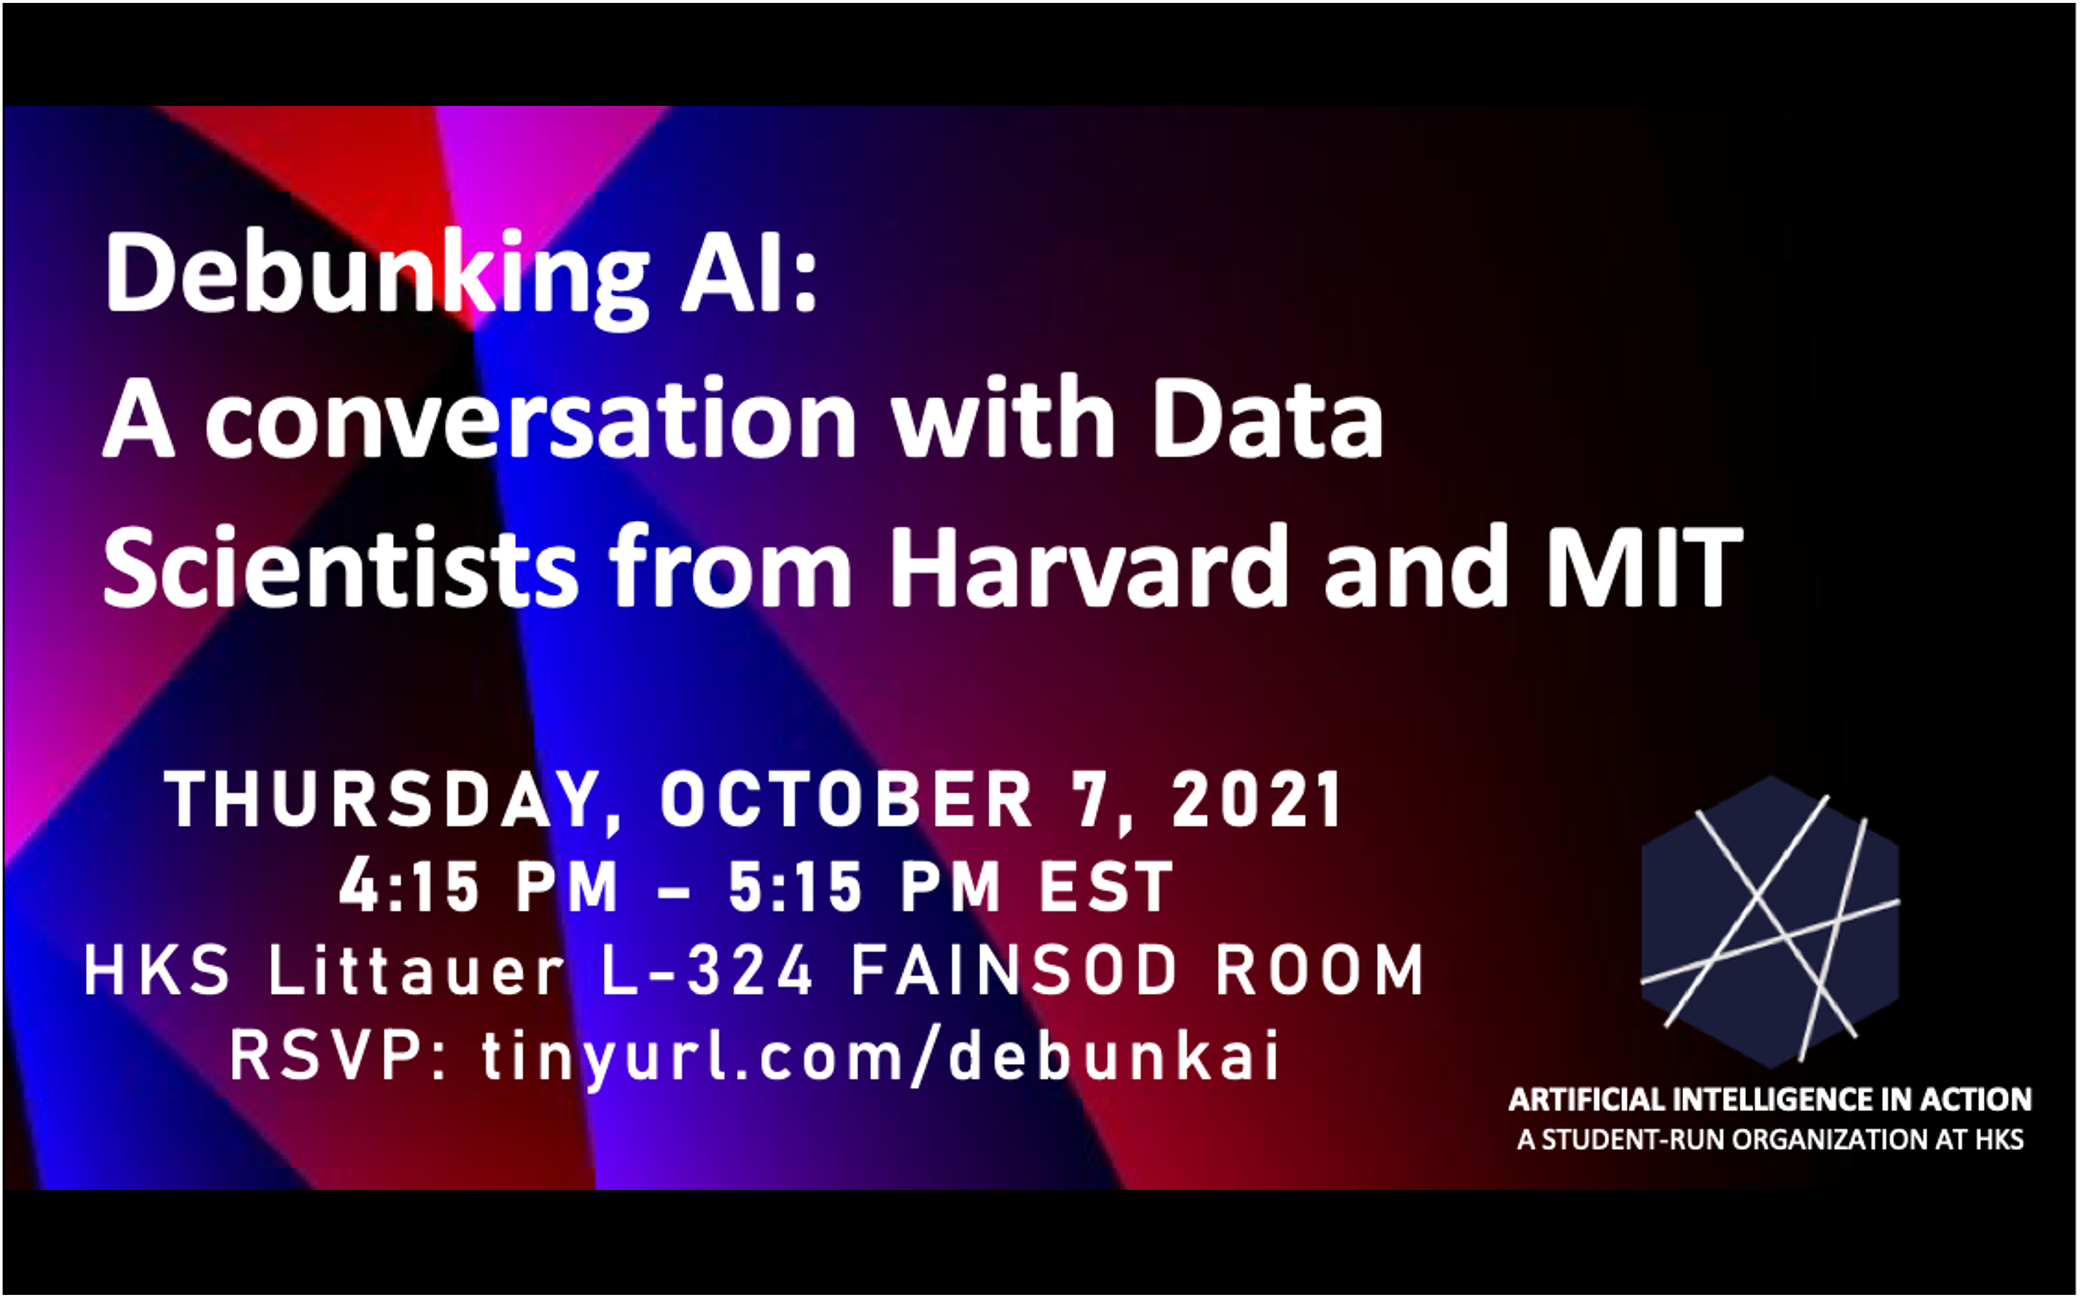 Debunking AI:
A conversation with Data
Scientists from Harvard and MIT
THURSDAY, OCTOBER 7, 2021
4:15 PM – 5:15 PM EST
HKS Littauer L-324 FAINSOD ROOM
RSVP: tinyurl.com/debunkai
ARTIFICIAL INTELLIGENCE IN ACTION
A STUDENT-RUN ORGANIZATION AT HKS